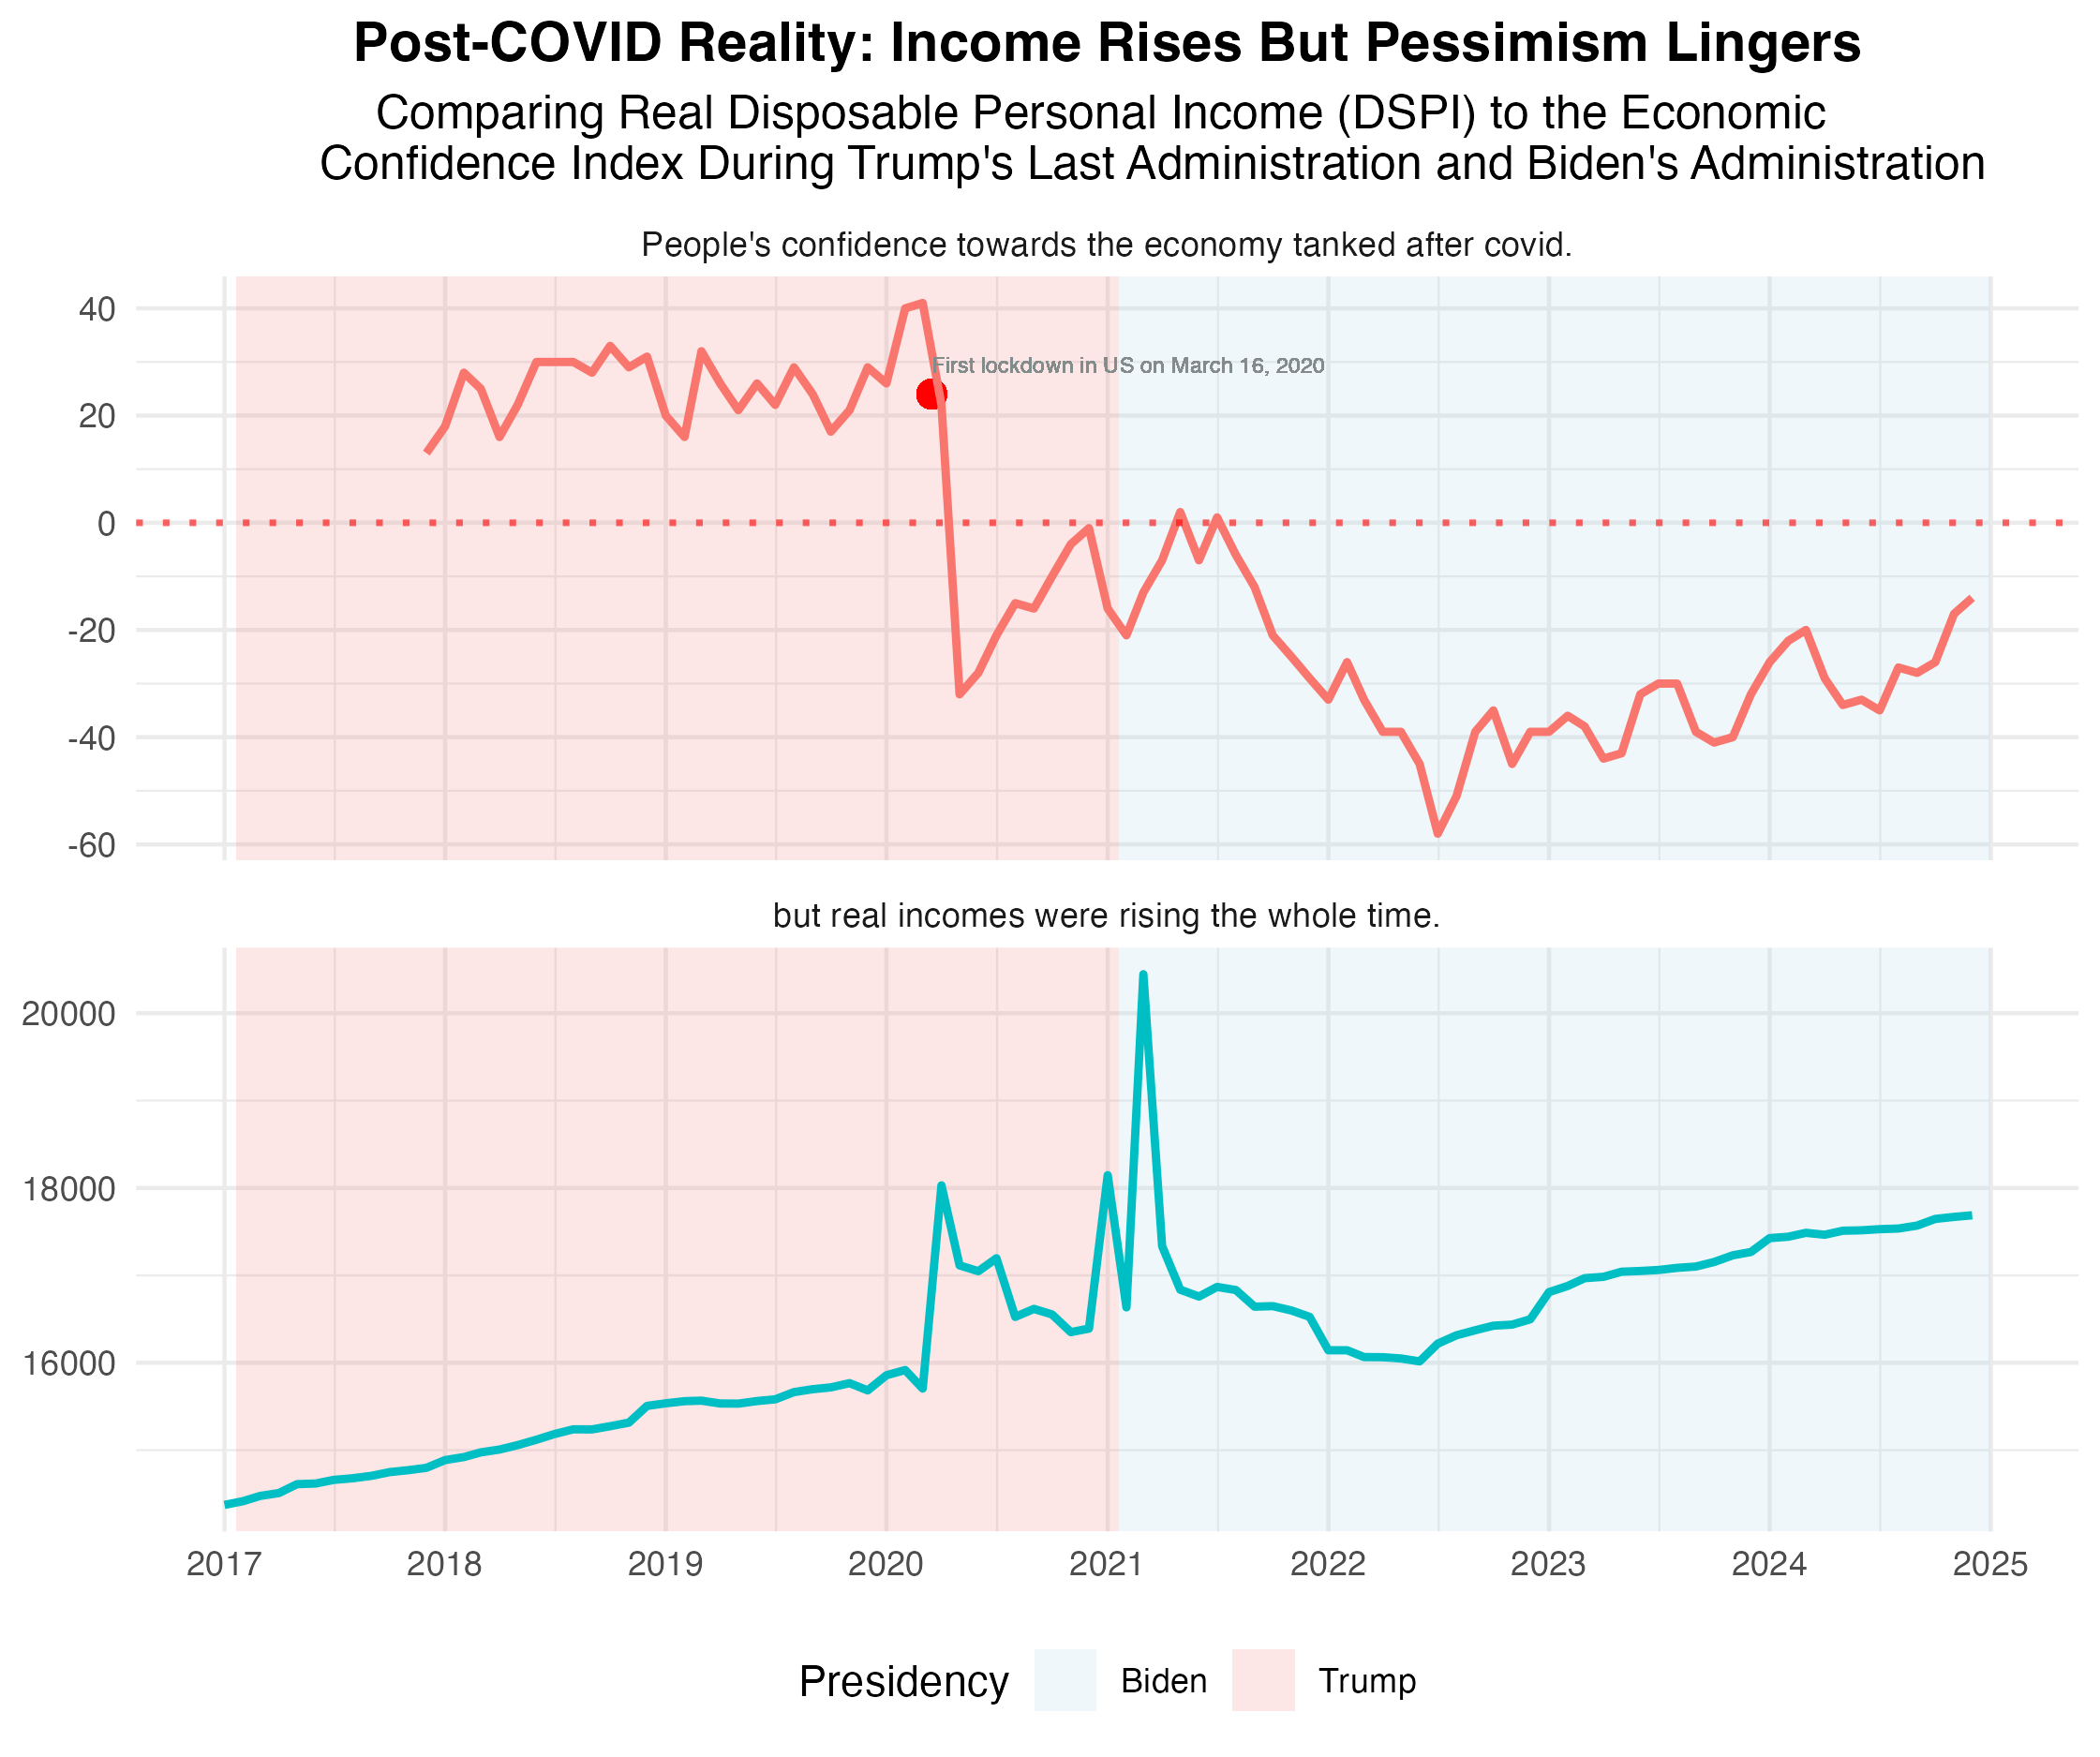 Post-COVID Reality: Income Rises But Pessimism Lingers
Comparing Real Disposable Personal Income (DSPI) to the Economic
Confidence Index During Trump's Last Administration and Biden's Administration
People's confidence towards the economy tanked after covid.
40
20
0
-20
-40
-60
First lockdown in US on March 16, 2020
but real incomes were rising the whole time.
20000
18000
16000
2017 2018 2019 2020 2021 2022 2023 2024 2025
Presidency Biden Trump